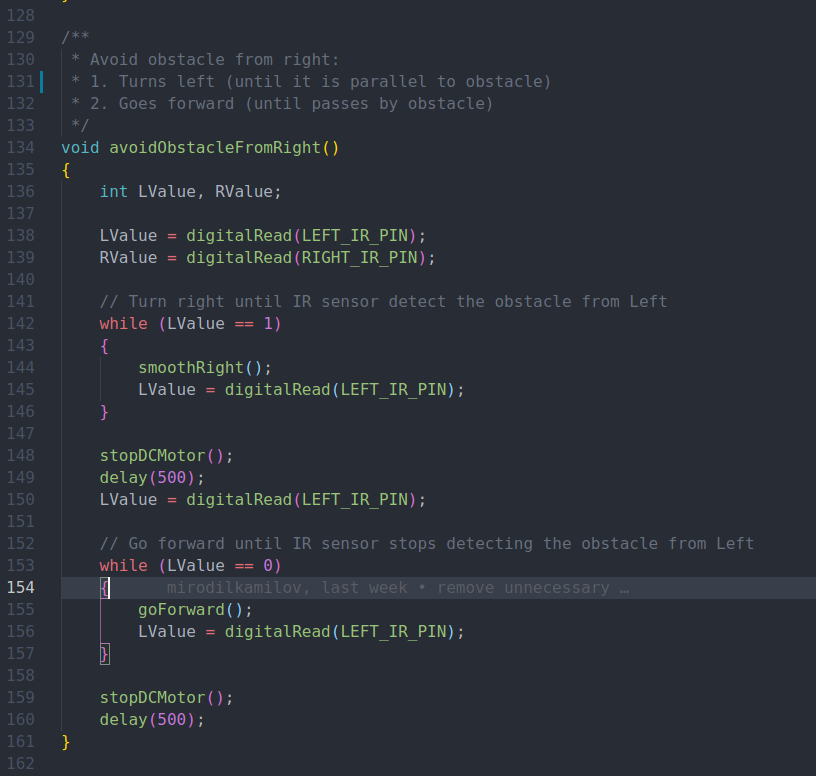 128
129 /**
130  * Avoid obstacle from right:
131  * 1. Turns left (until it is parallel to obstacle)
132  * 2. Goes forward (until passes by obstacle)
133  */
134 void avoidObstacleFromRight()
135 {
136     int LValue, RValue;
137
138     LValue = digitalRead(LEFT_IR_PIN);
139     RValue = digitalRead(RIGHT_IR_PIN);
140
141     // Turn right until IR sensor detect the obstacle from Left
142     while (LValue == 1)
143     {
144         smoothRight();
145         LValue = digitalRead(LEFT_IR_PIN);
146     }
147
148     stopDCMotor();
149     delay(500);
150     LValue = digitalRead(LEFT_IR_PIN);
151
152     // Go forward until IR sensor stops detecting the obstacle from Left
153     while (LValue == 0)
154     {      mirodilkamilov, last week • remove unnecessary …
155         goForward();
156         LValue = digitalRead(LEFT_IR_PIN);
157     }
158
159     stopDCMotor();
160     delay(500);
161 }
162